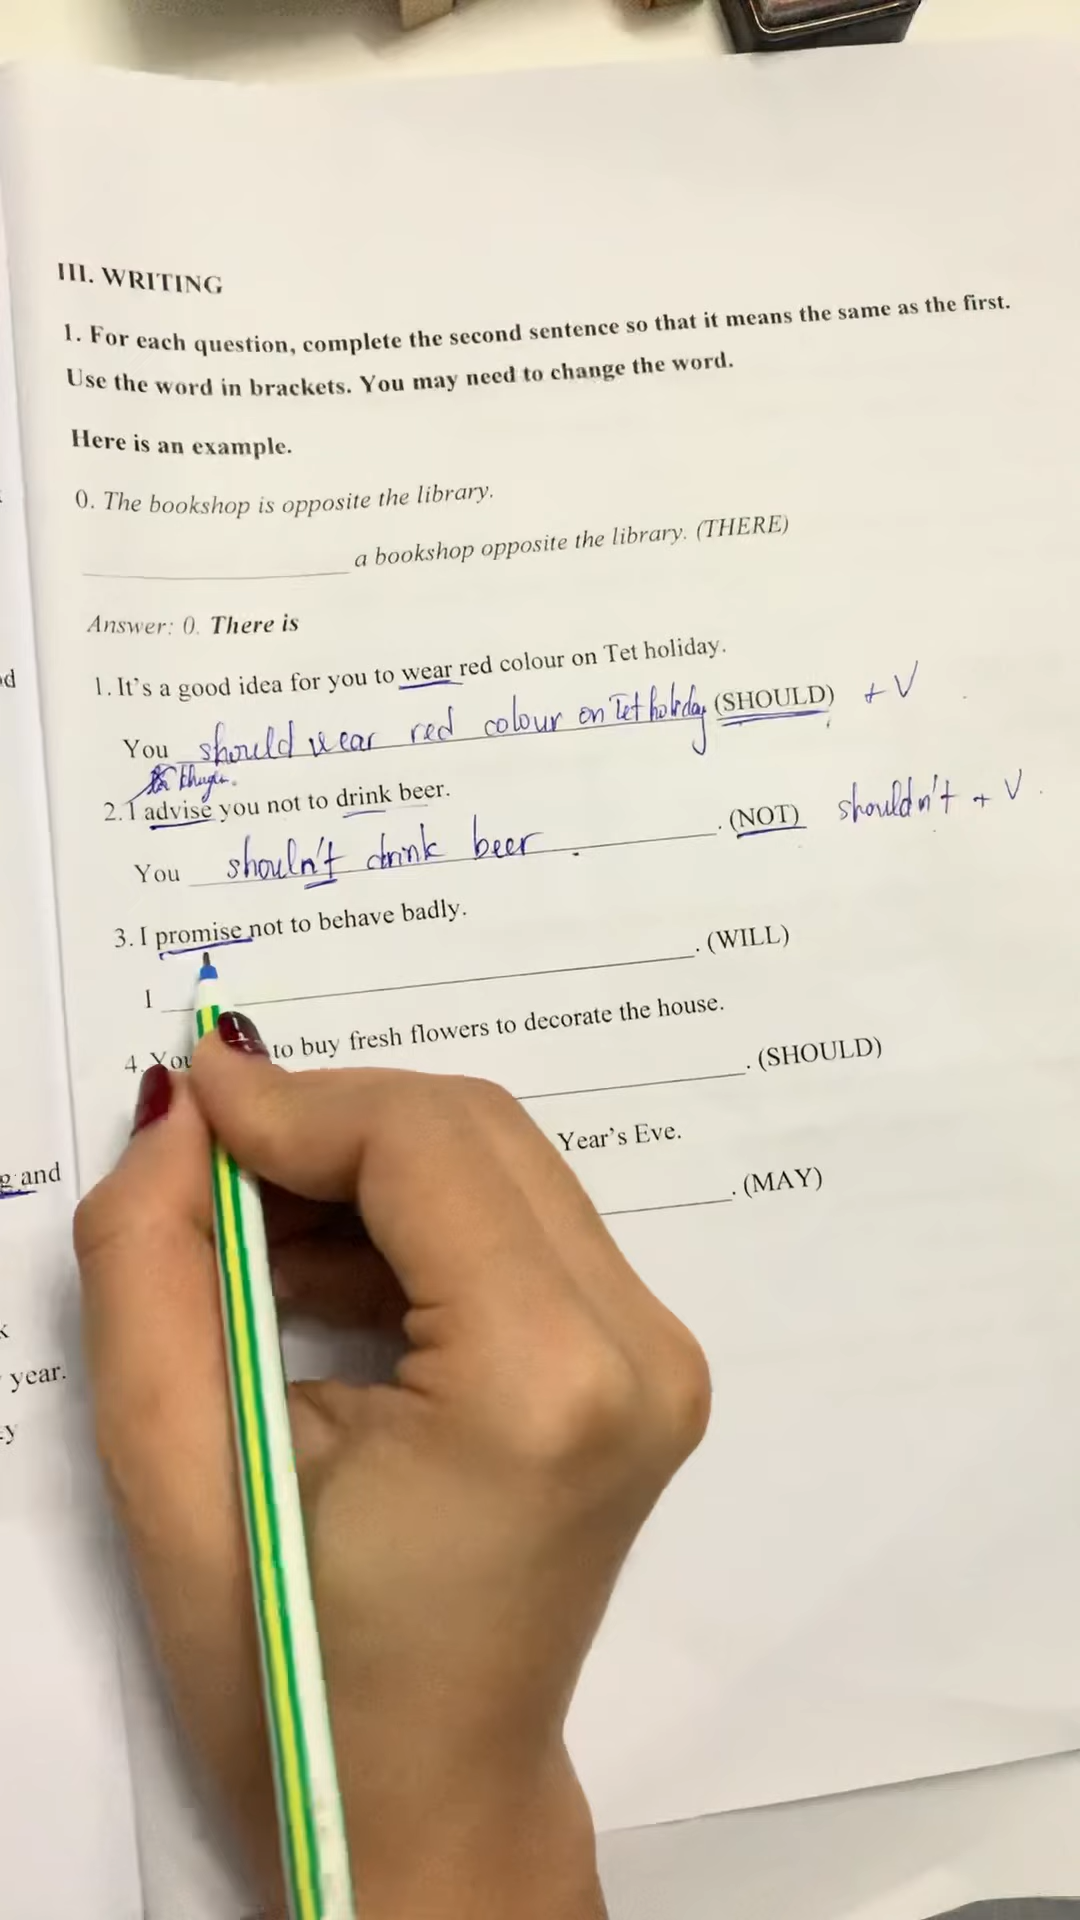 III. WRITING
1. For each question, complete the second sentence so that it means the same as the first.
Use the word in brackets. You may need to change the word.
Here is an example.
0. The bookshop is opposite the library.
a bookshop opposite the library. (THERE)
Answer: 0. There is
1. It's a good idea for you to wear red colour on Tet holiday.
You should wear red colour on Tet holiday (SHOULD) + V
2. I advise you not to drink beer.
You shouln't drink beer . . (NOT) shouldn't + V.
3. I promise not to behave badly.
I . (WILL)
4. You to buy fresh flowers to decorate the house.
. (SHOULD)
Year's Eve.
. (MAY)
g and
year.